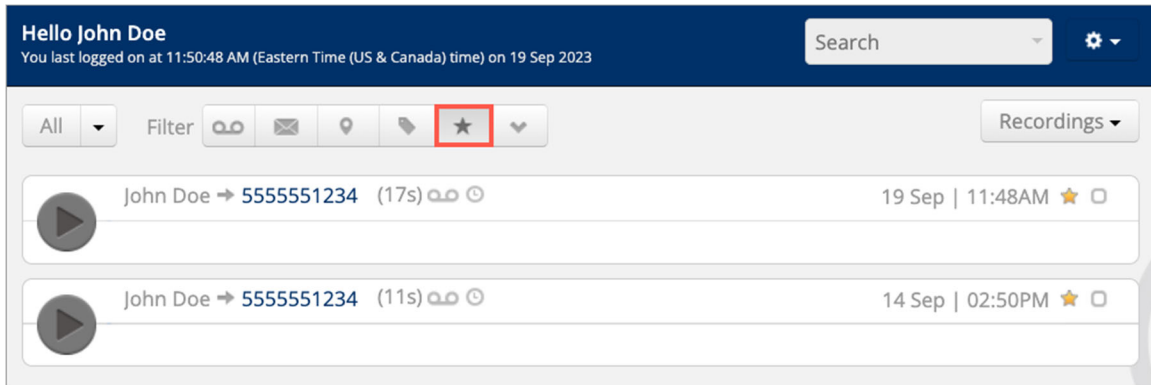 Hello John Doe
You last logged on at 11:50:48 AM (Eastern Time (US & Canada) time) on 19 Sep 2023
Search
All
Filter
Recordings
John Doe → 5555551234 (17s)
19 Sep | 11:48AM
John Doe → 5555551234 (11s)
14 Sep | 02:50PM